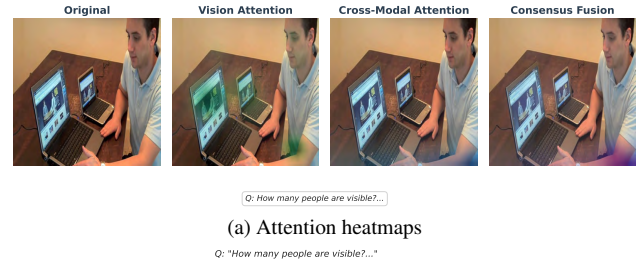 Original Vision Attention Cross-Modal Attention Consensus Fusion
Q: How many people are visible?...
(a) Attention heatmaps
Q: "How many people are visible?..."